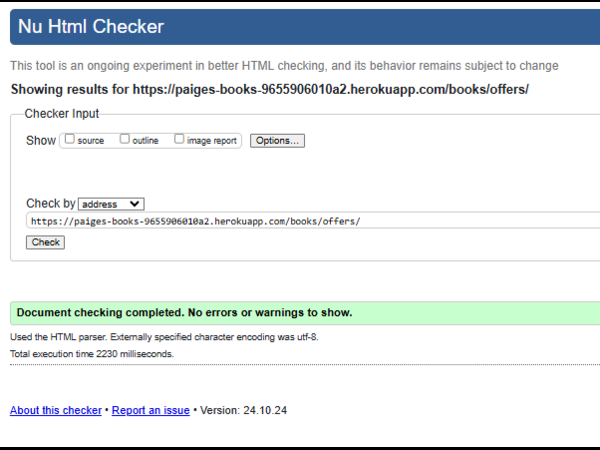 Nu Html Checker
This tool is an ongoing experiment in better HTML checking, and its behavior remains subject to change
Showing results for https://paiges-books-9655906010a2.herokuapp.com/books/offers/
Checker Input
Show source outline image report Options...
Check by address
https://paiges-books-9655906010a2.herokuapp.com/books/offers/
Check
Document checking completed. No errors or warnings to show.
Used the HTML parser. Externally specified character encoding was utf-8.
Total execution time 2230 milliseconds.
About this checker • Report an issue • Version: 24.10.24